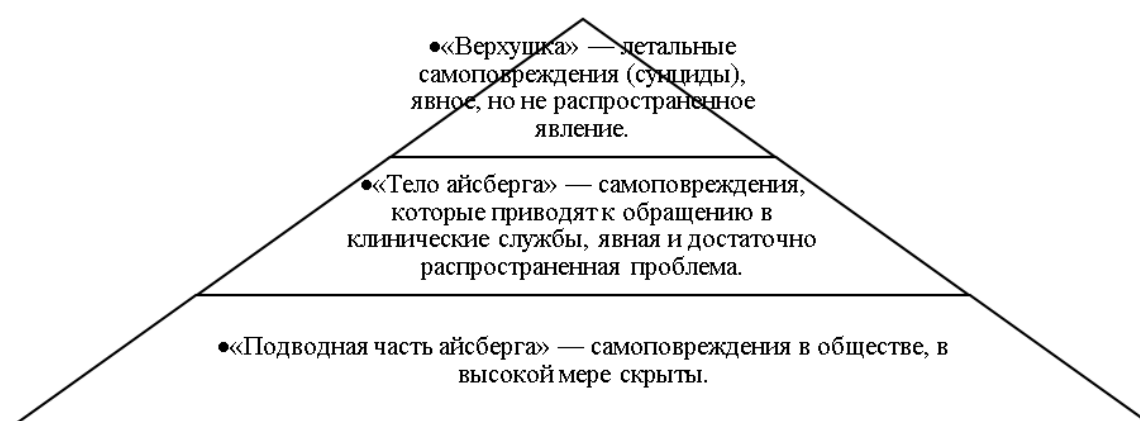 •«Верхушка» — летальные
самоповреждения (суициды),
явное, но не распространенное
явление.
•«Тело айсберга» — самоповреждения,
которые приводят к обращению в
клинические службы, явная и достаточно
распространенная проблема.
•«Подводная часть айсберга» — самоповреждения в обществе, в
высокой мере скрыты.